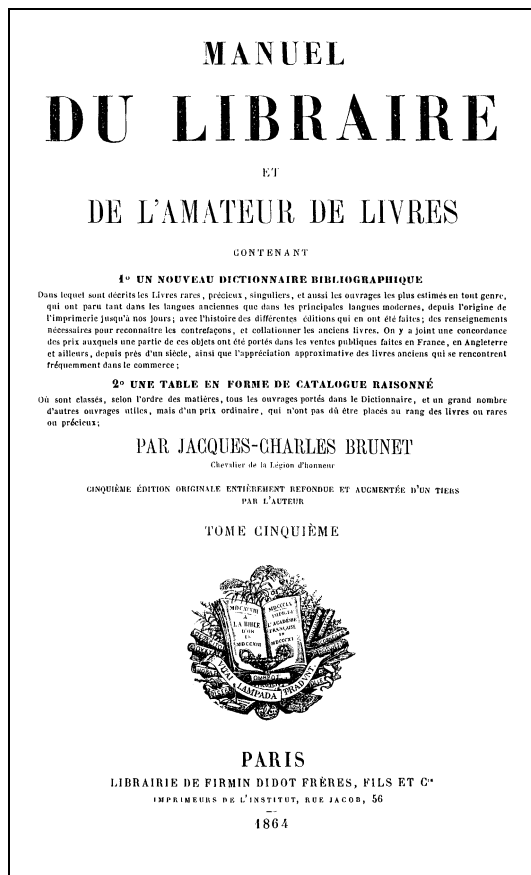 MANUEL
DU LIBRAIRE
ET
DE L'AMATEUR DE LIVRES
CONTENANT
1º UN NOUVEAU DICTIONNAIRE BIBLIOGRAPHIQUE
Dans lequel sont décrits les Livres rares, précieux, singuliers, et aussi les ouvrages les plus estimés en tout genre,
qui ont paru tant dans les langues anciennes que dans les principales langues modernes, depuis l'origine de
l'imprimerie jusqu'à nos jours; avec l'histoire des différentes éditions qui en ont été faites; des renseignements
nécessaires pour reconnaître les contrefaçons, et collationner les anciens livres. On y a joint une concordance
des prix auxquels une partie de ces objets ont été portés dans les ventes publiques faites en France, en Angleterre
et ailleurs, depuis près d'un siècle, ainsi que l'appréciation approximative des livres anciens qui se rencontrent
fréquemment dans le commerce;
2º UNE TABLE EN FORME DE CATALOGUE RAISONNÉ
Où sont classés, selon l'ordre des matières, tous les ouvrages portés dans le Dictionnaire, et un grand nombre
d'autres ouvrages utiles, mais d'un prix ordinaire, qui n'ont pas dû être placés au rang des livres ou rares
ou précieux;
PAR JACQUES-CHARLES BRUNET
Chevalier de la Légion d'honneur
CINQUIÈME ÉDITION ORIGINALE ENTIÈREMENT REFONDUE ET AUGMENTÉE D'UN TIERS
PAR L'AUTEUR
TOME CINQUIÈME
LA BIBLE
D'OR
MDCCXIII
L'ACADÉMIE
FRANÇAISE
MDCCCXI
LAMPADA
PARIS
LIBRAIRIE DE FIRMIN DIDOT FRÈRES, FILS ET Cie
IMPRIMEURS DE L'INSTITUT, RUE JACOB, 56
1864